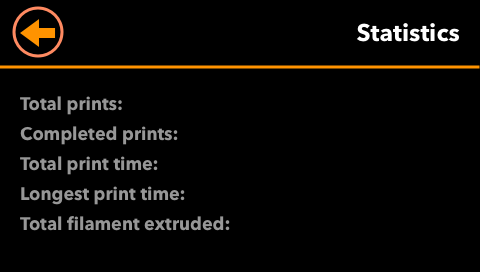 Statistics
Total prints:
Completed prints:
Total print time:
Longest print time:
Total filament extruded: